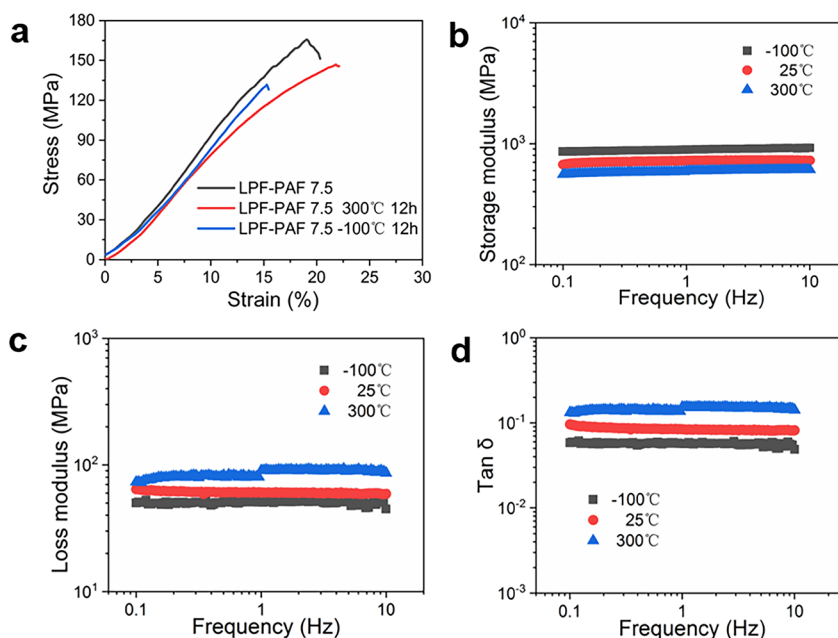 a
Stress (MPa)
180
150
120
90
60
30
0
LPF-PAF 7.5
LPF-PAF 7.5 300℃ 12h
LPF-PAF 7.5 -100℃ 12h
0 5 10 15 20 25 30
Strain (%)
b
Storage modulus (MPa)
10⁴
10³
10²
-100℃
25℃
300℃
0.1 1 10
Frequency (Hz)
c
Loss modulus (MPa)
10³
10²
10¹
-100℃
25℃
300℃
0.1 1 10
Frequency (Hz)
d
Tan δ
10⁰
10⁻¹
10⁻²
10⁻³
-100℃
25℃
300℃
0.1 1 10
Frequency (Hz)